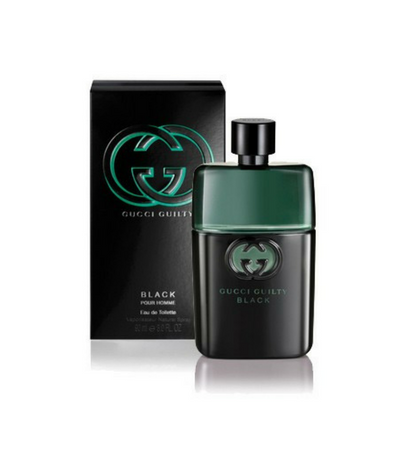 GUCCI GUILTY
BLACK
POUR HOMME
Eau de Toilette
GUCCI GUILTY
BLACK